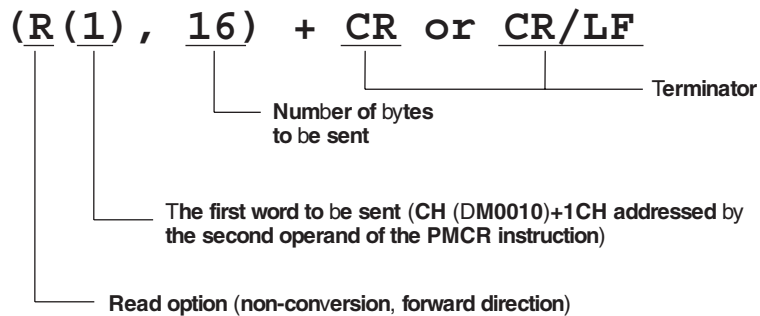 (R(1), 16) + CR or CR/LF
Terminator
Number of bytes
to be sent
The first word to be sent (CH (DM0010)+1CH addressed by
the second operand of the PMCR instruction)
Read option (non-conversion, forward direction)